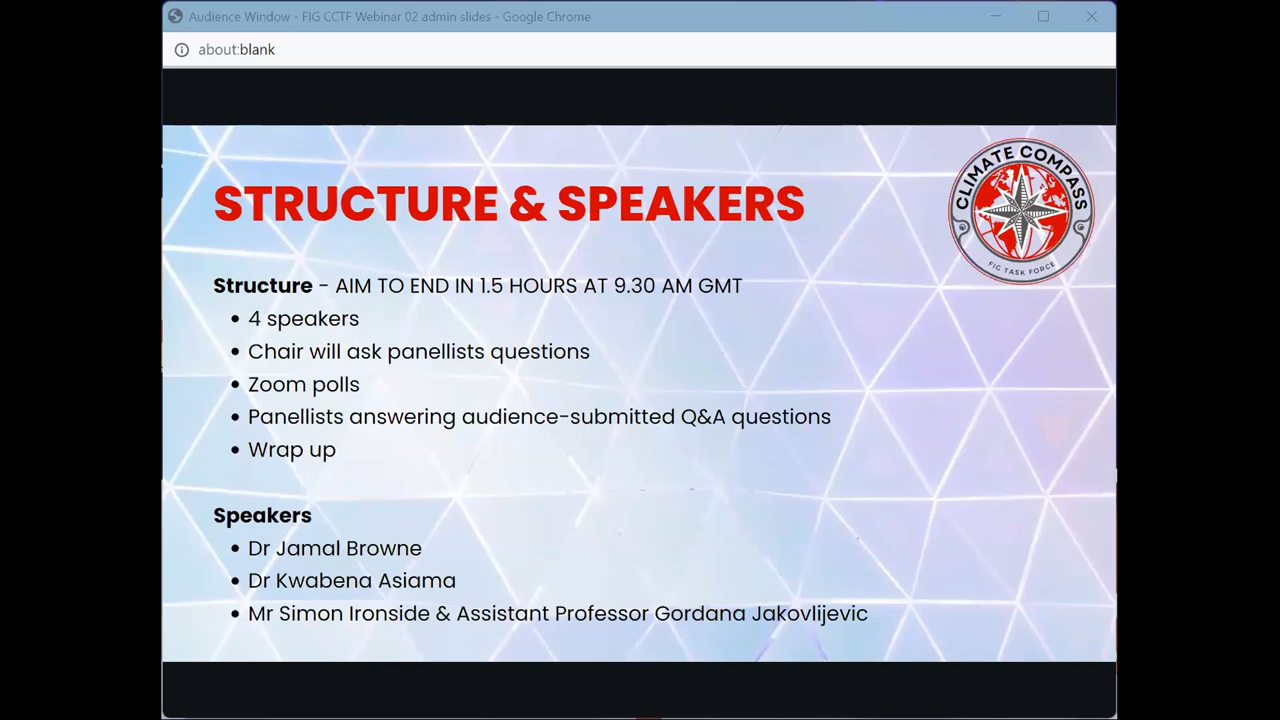 Audience Window - FIG CCTF Webinar 02 admin slides - Google Chrome
about:blank
CLIMATE COMPASS
FIG TASK FORCE
STRUCTURE & SPEAKERS
Structure - AIM TO END IN 1.5 HOURS AT 9.30 AM GMT
• 4 speakers
• Chair will ask panellists questions
• Zoom polls
• Panellists answering audience-submitted Q&A questions
• Wrap up
Speakers
• Dr Jamal Browne
• Dr Kwabena Asiama
• Mr Simon Ironside & Assistant Professor Gordana Jakovlijevic